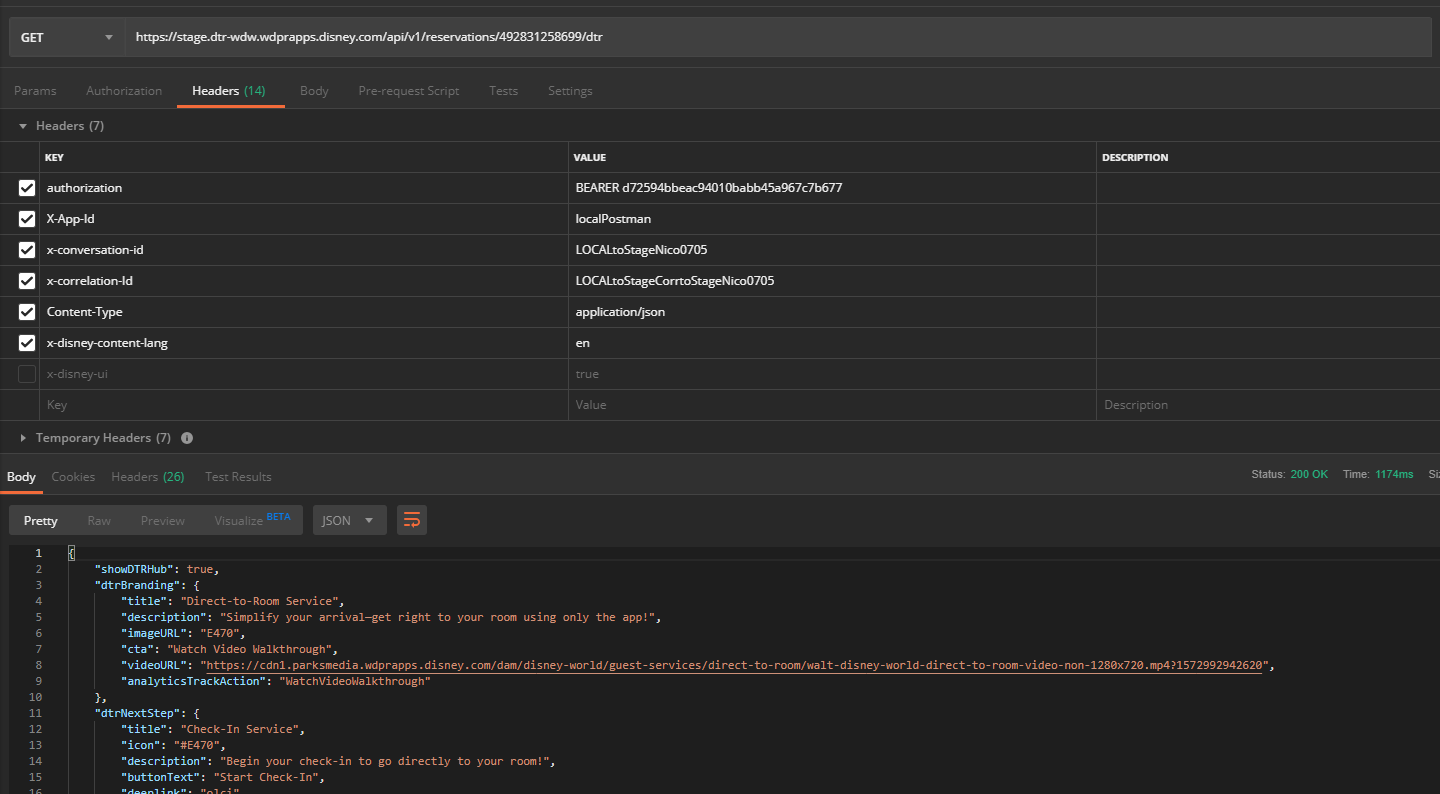 GET https://stage.dtr-wdw.wdprapps.disney.com/api/v1/reservations/492831258699/dtr
Params Authorization Headers (14) Body Pre-request Script Tests Settings
Headers (7)
KEY VALUE DESCRIPTION
authorization BEARER d72594bbeac94010babb45a967c7b677
X-App-Id localPostman
x-conversation-id LOCALtoStageNico0705
x-correlation-Id LOCALtoStageCorrtoStageNico0705
Content-Type application/json
x-disney-content-lang en
x-disney-ui true
Key Value Description
Temporary Headers (7)
Body Cookies Headers (26) Test Results Status: 200 OK Time: 1174ms
Pretty Raw Preview Visualize BETA JSON
1 {
2 "showDTRHub": true,
3 "dtrBranding": {
4 "title": "Direct-to-Room Service",
5 "description": "Simplify your arrival—get right to your room using only the app!",
6 "imageURL": "E470",
7 "cta": "Watch Video Walkthrough",
8 "videoURL": "https://cdn1.parksmedia.wdprapps.disney.com/dam/disney-world/guest-services/direct-to-room/walt-disney-world-direct-to-room-video-non-1280x720.mp4?1572992942620",
9 "analyticsTrackAction": "WatchVideoWalkthrough"
10 },
11 "dtrNextStep": {
12 "title": "Check-In Service",
13 "icon": "#E470",
14 "description": "Begin your check-in to go directly to your room!",
15 "buttonText": "Start Check-In",
16 "deeplink": "olci"